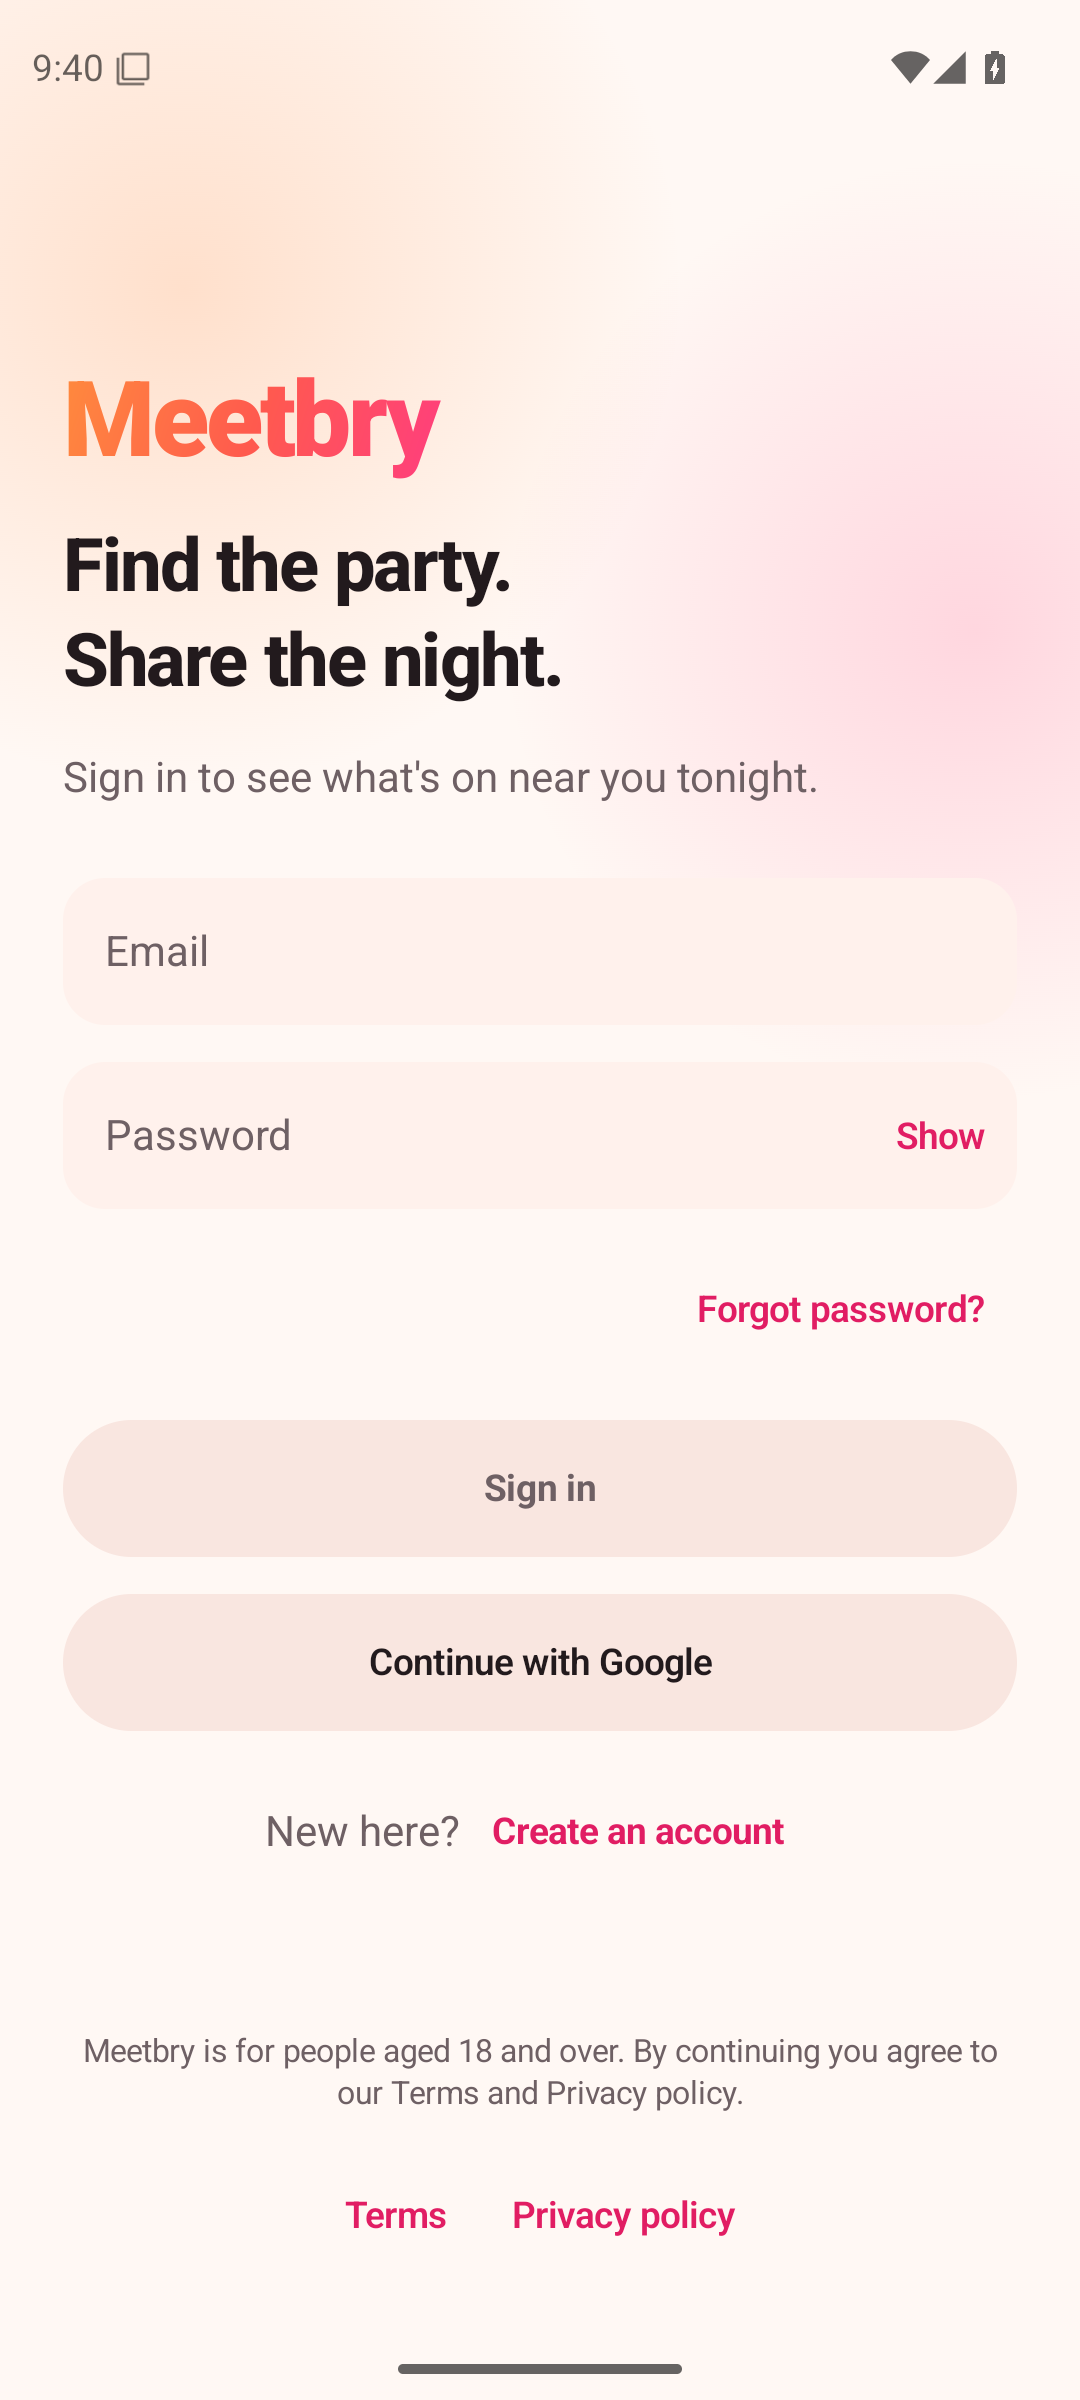 9:40
Meetbry
Find the party.
Share the night.
Sign in to see what's on near you tonight.
Email
Password
Show
Forgot password?
Sign in
Continue with Google
New here? Create an account
Meetbry is for people aged 18 and over. By continuing you agree to
our Terms and Privacy policy.
Terms Privacy policy